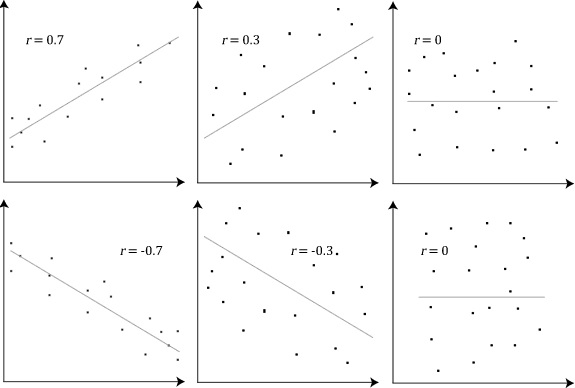 r = 0.7
r = 0.3
r = 0
r = -0.7
r = -0.3
r = 0